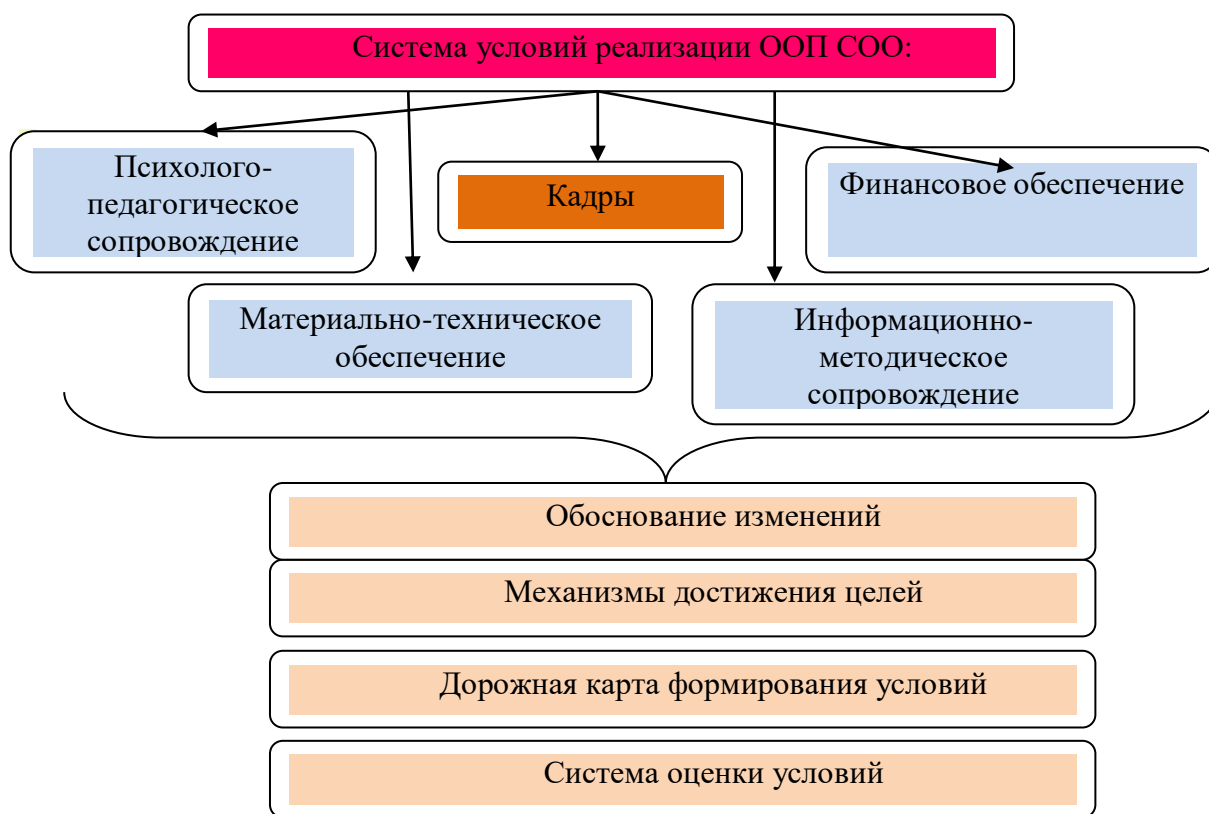 Система условий реализации ООП СОО:
Психолого-
педагогическое
сопровождение
Кадры
Финансовое обеспечение
Материально-техническое
обеспечение
Информационно-
методическое
сопровождение
Обоснование изменений
Механизмы достижения целей
Дорожная карта формирования условий
Система оценки условий